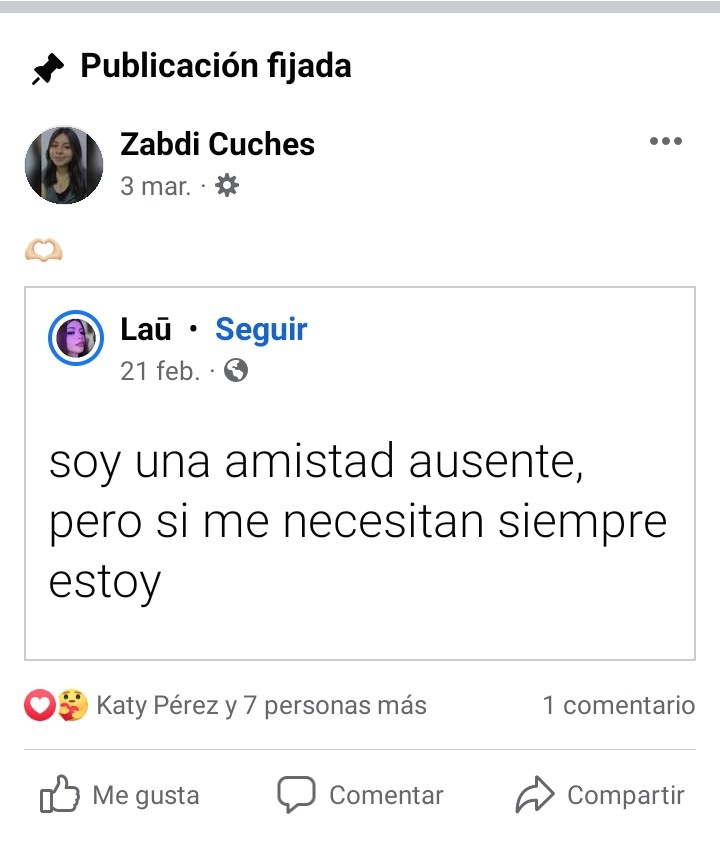 Publicación fijada
Zabdi Cuches
3 mar. ·
🫶🏻
Laū • Seguir
21 feb. ·
soy una amistad ausente,
pero si me necesitan siempre
estoy
Katy Pérez y 7 personas más 1 comentario
Me gusta Comentar Compartir